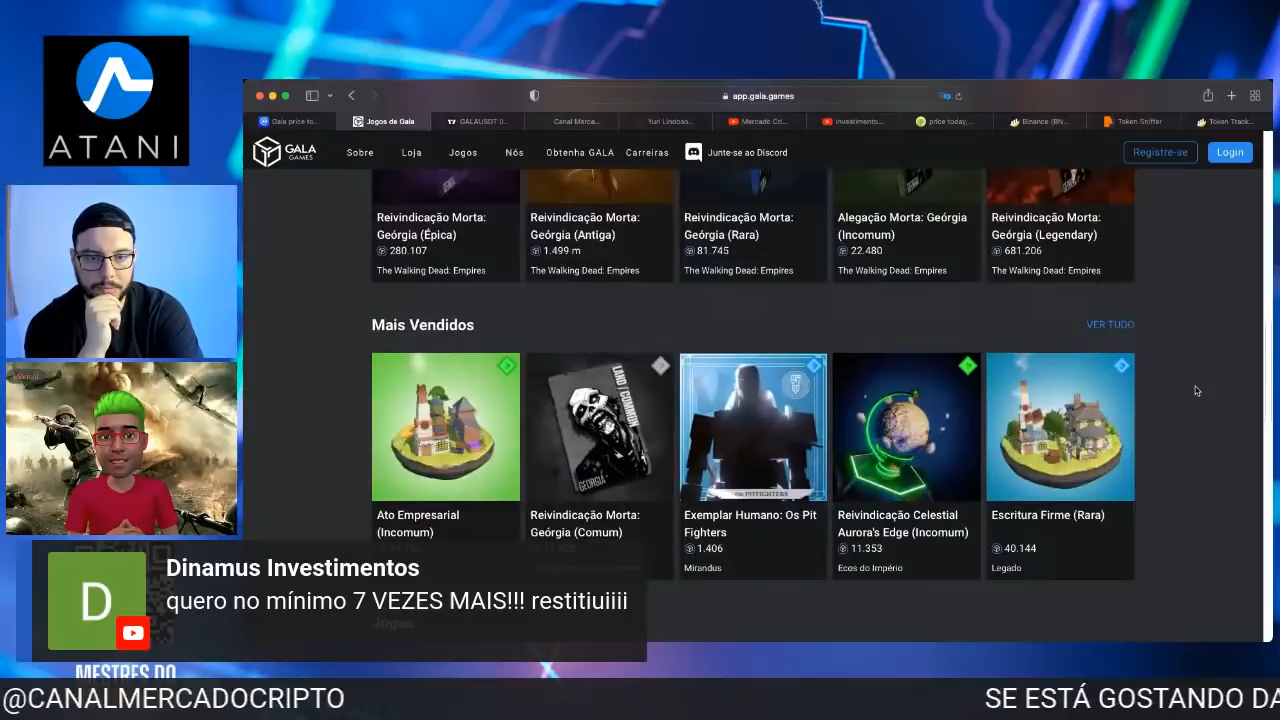 ATANI
Gala price to...
Jogos da Gala
GALAUSDT 0...
Canal Merca...
Yuri Lindoso...
Mercado Cri...
Investimento...
price today,...
Binance (BN...
Token Sniffer
Token Track...
app.gala.games
GALA
GAMES
Sobre
Loja
Jogos
Nós
Obtenha GALA
Carreiras
Junte-se ao Discord
Registre-se
Login
Reivindicação Morta:
Geórgia (Épica)
280.107
The Walking Dead: Empires
Reivindicação Morta:
Geórgia (Antiga)
1.499 m
The Walking Dead: Empires
Reivindicação Morta:
Geórgia (Rara)
81.745
The Walking Dead: Empires
Alegação Morta: Geórgia
(Incomum)
22.480
The Walking Dead: Empires
Reivindicação Morta:
Geórgia (Legendary)
681.206
The Walking Dead: Empires
Mais Vendidos
VER TUDO
LAND / COMMON
GEORGIA
PITFIGHTERS
Ato Empresarial
(Incomum)
Reivindicação Morta:
Geórgia (Comum)
Exemplar Humano: Os Pit
Fighters
1.406
Mirandus
Reivindicação Celestial
Aurora's Edge (Incomum)
11.353
Ecos do Império
Escritura Firme (Rara)
40.144
Legado
Jogos
D
Dinamus Investimentos
quero no mínimo 7 VEZES MAIS!!! restitiuiiii
MESTRES DO
@CANALMERCADOCRIPTO
SE ESTÁ GOSTANDO DA